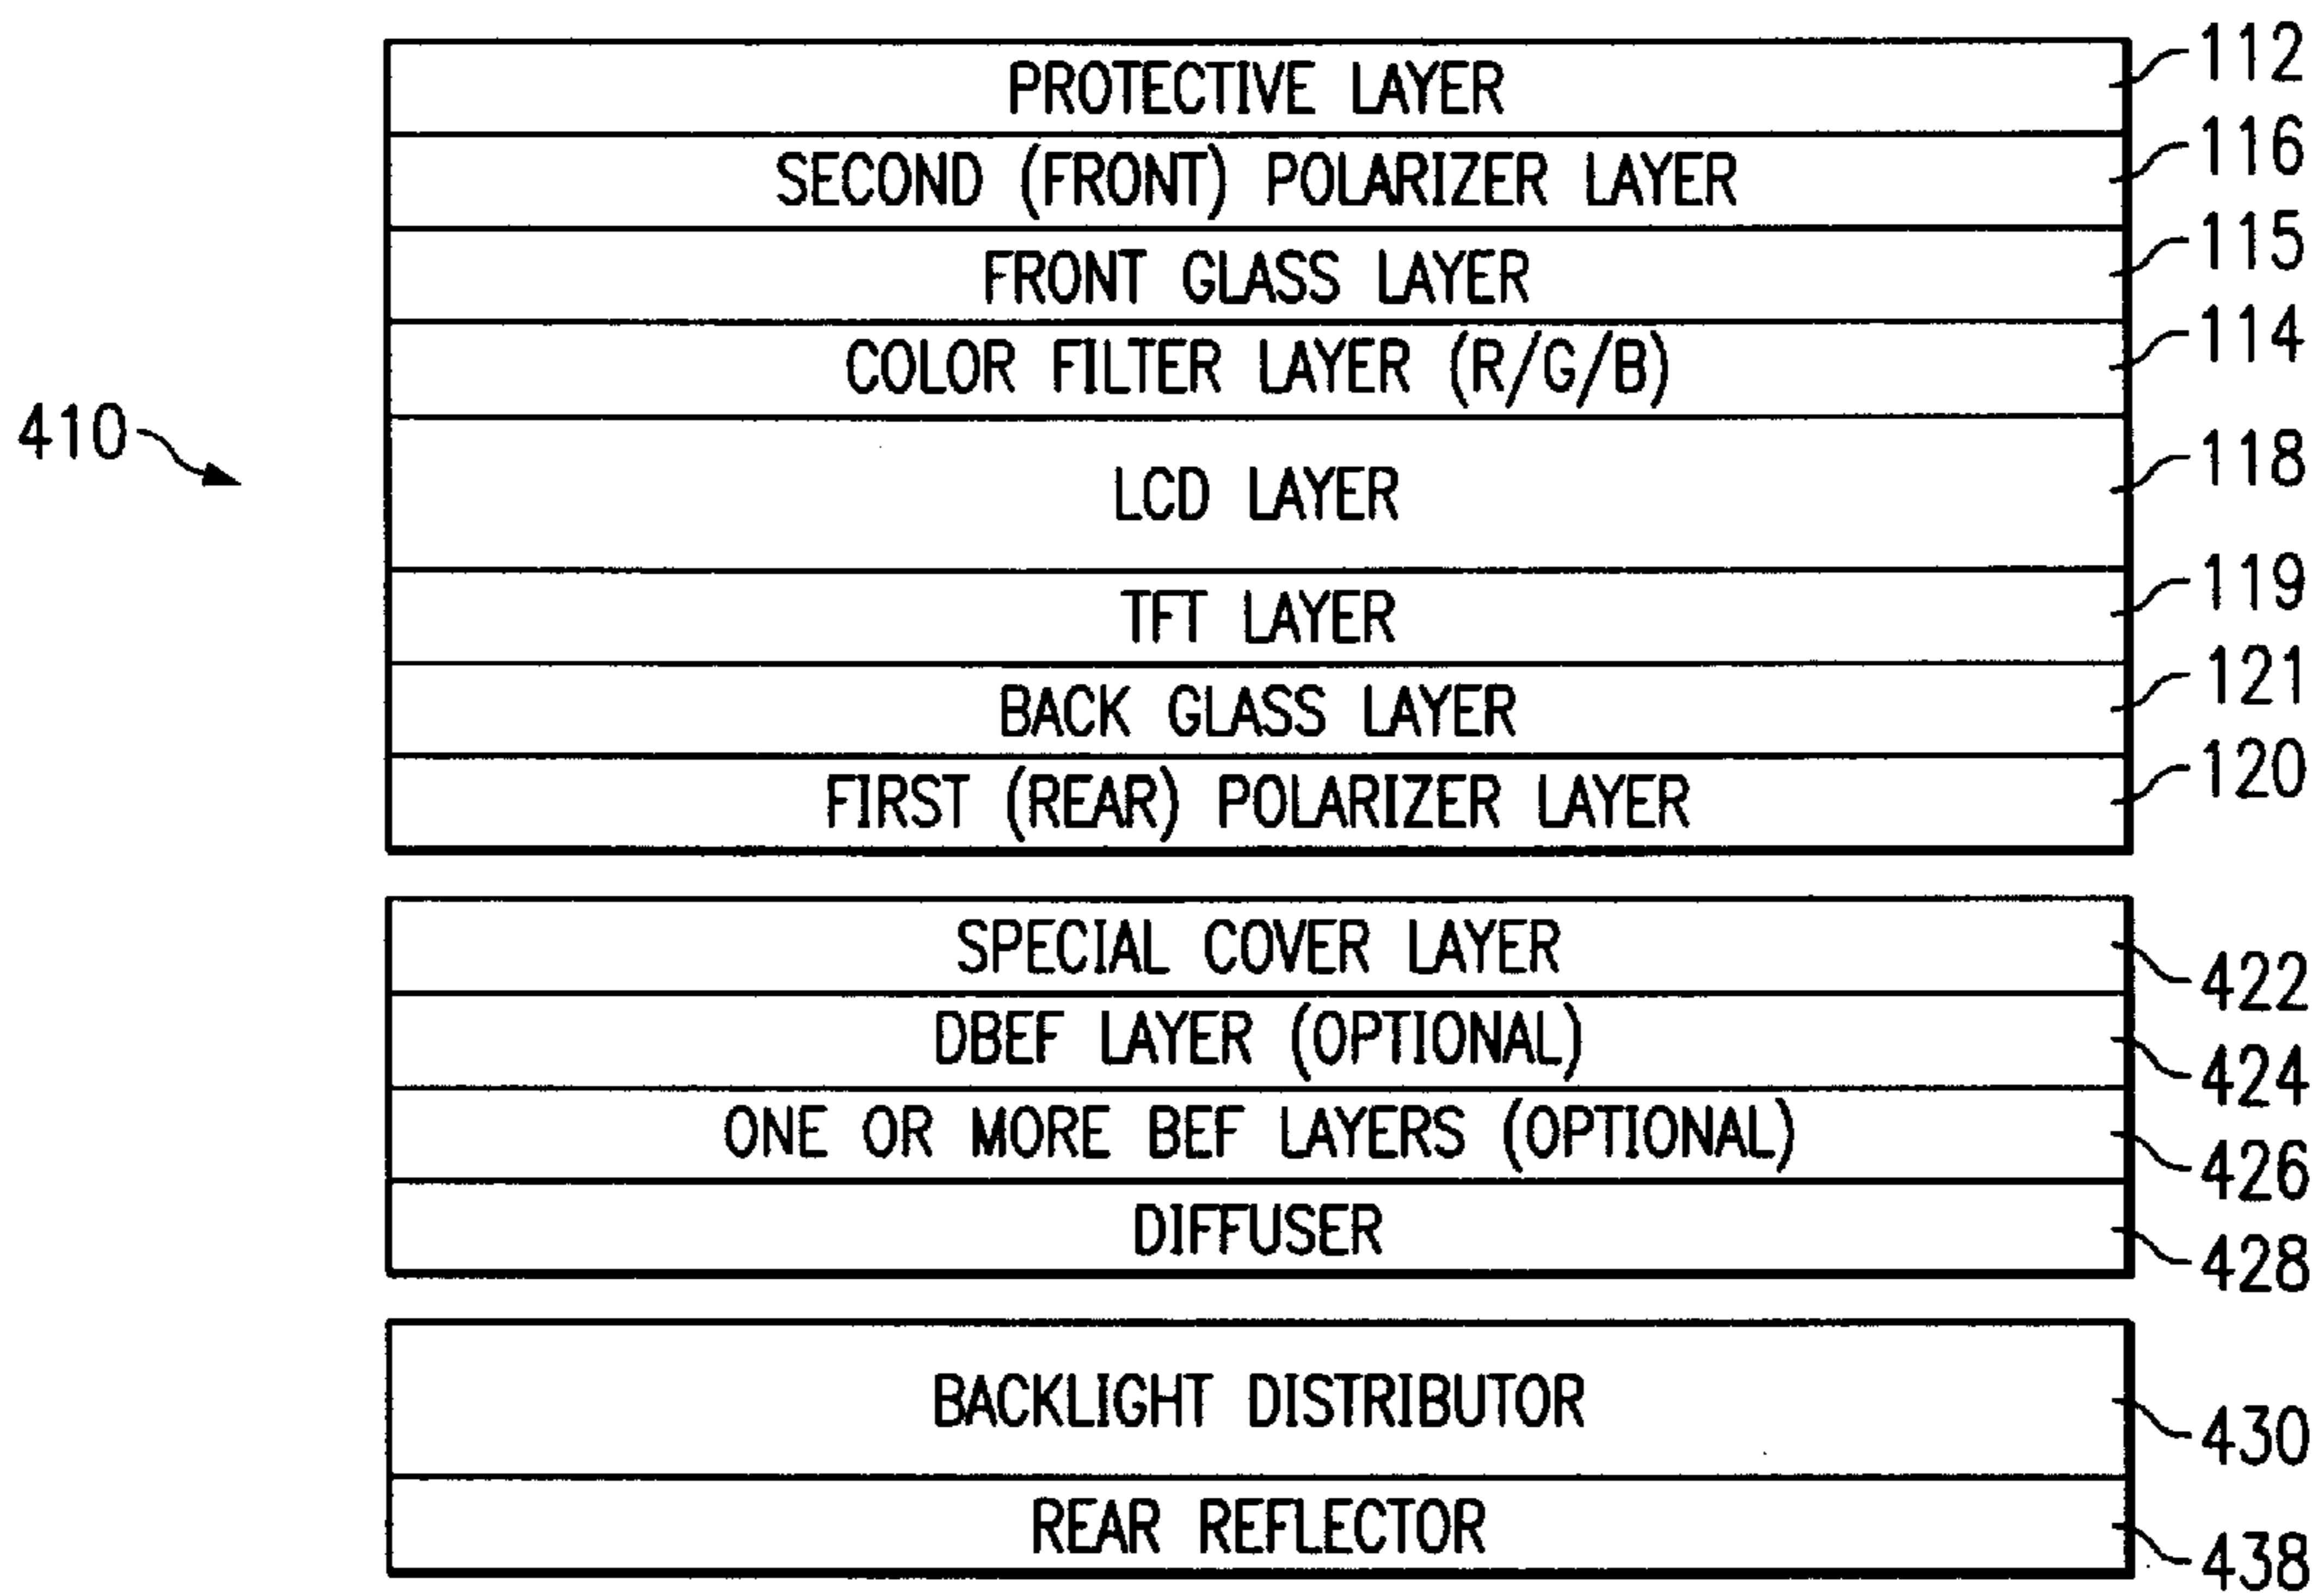 PROTECTIVE LAYER 112
SECOND (FRONT) POLARIZER LAYER 116
FRONT GLASS LAYER 115
COLOR FILTER LAYER (R/G/B) 114
410
LCD LAYER 118
TFT LAYER 119
BACK GLASS LAYER 121
FIRST (REAR) POLARIZER LAYER 120
SPECIAL COVER LAYER 422
DBEF LAYER (OPTIONAL) 424
ONE OR MORE BEF LAYERS (OPTIONAL) 426
DIFFUSER 428
BACKLIGHT DISTRIBUTOR 430
REAR REFLECTOR 438